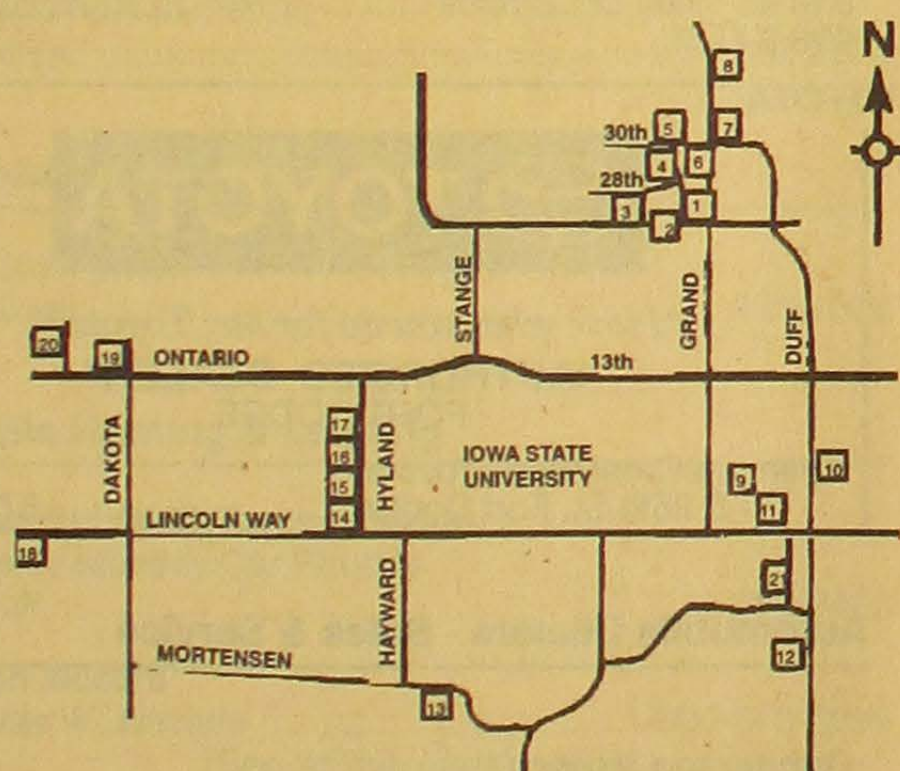 N
8
5
7
30th
4
6
28th
3
1
2
STANGE
GRAND
DUFF
20
19
ONTARIO
13th
DAKOTA
17
16
15
14
HYLAND
IOWA STATE
UNIVERSITY
9
10
11
LINCOLN WAY
18
HAYWARD
2
MORTENSEN
12
13